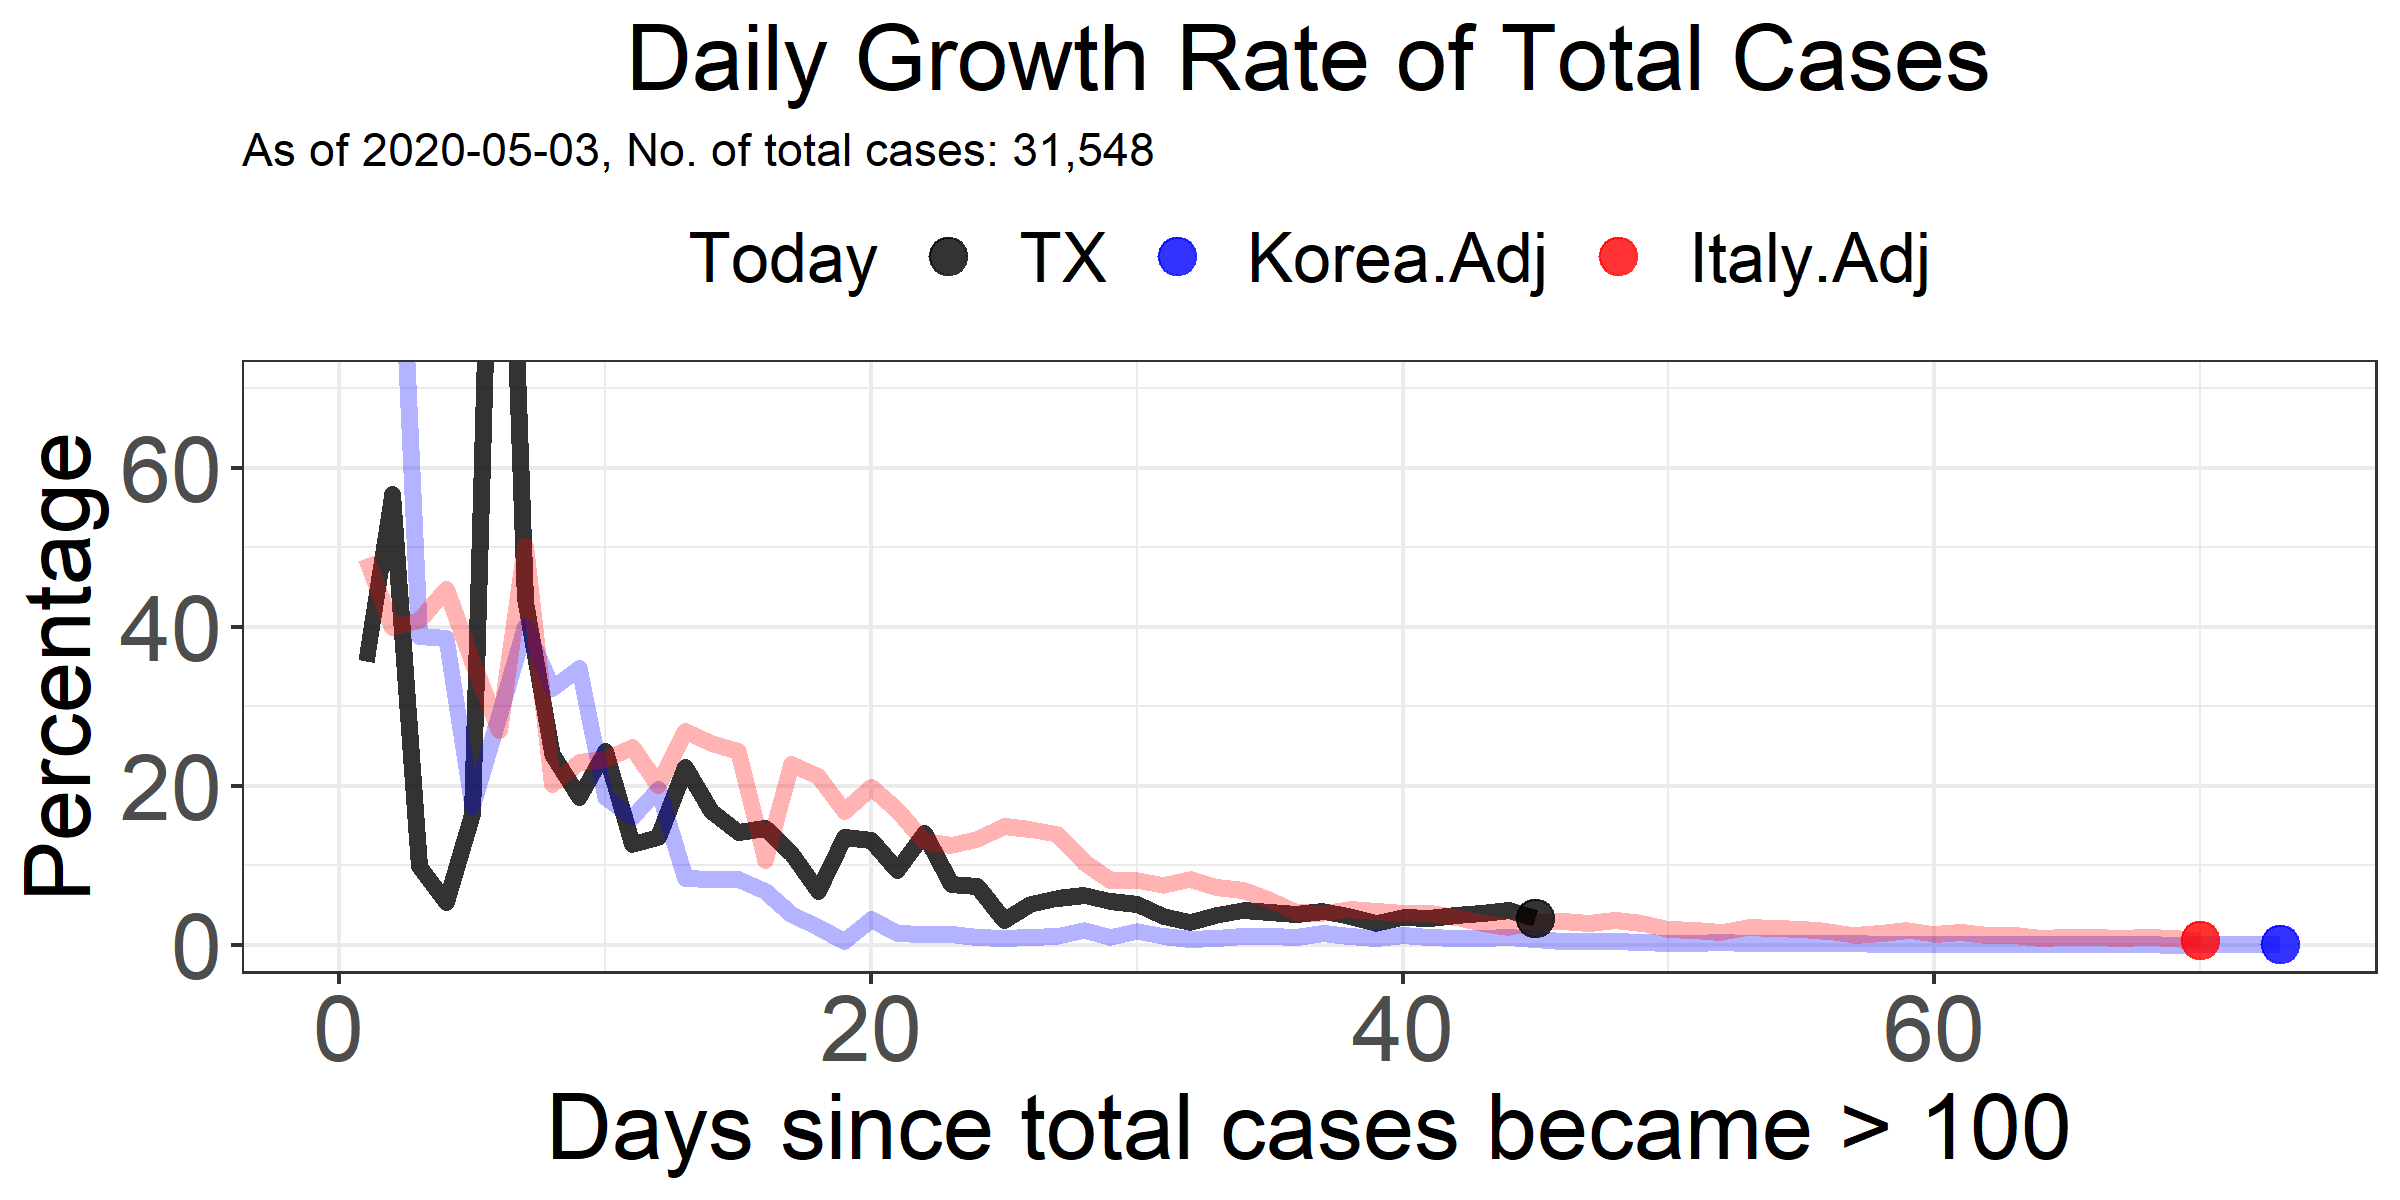 Daily Growth Rate of Total Cases
As of 2020-05-03, No. of total cases: 31,548
Today TX Korea.Adj Italy.Adj
Percentage
60
40
20
0
0 20 40 60
Days since total cases became > 100